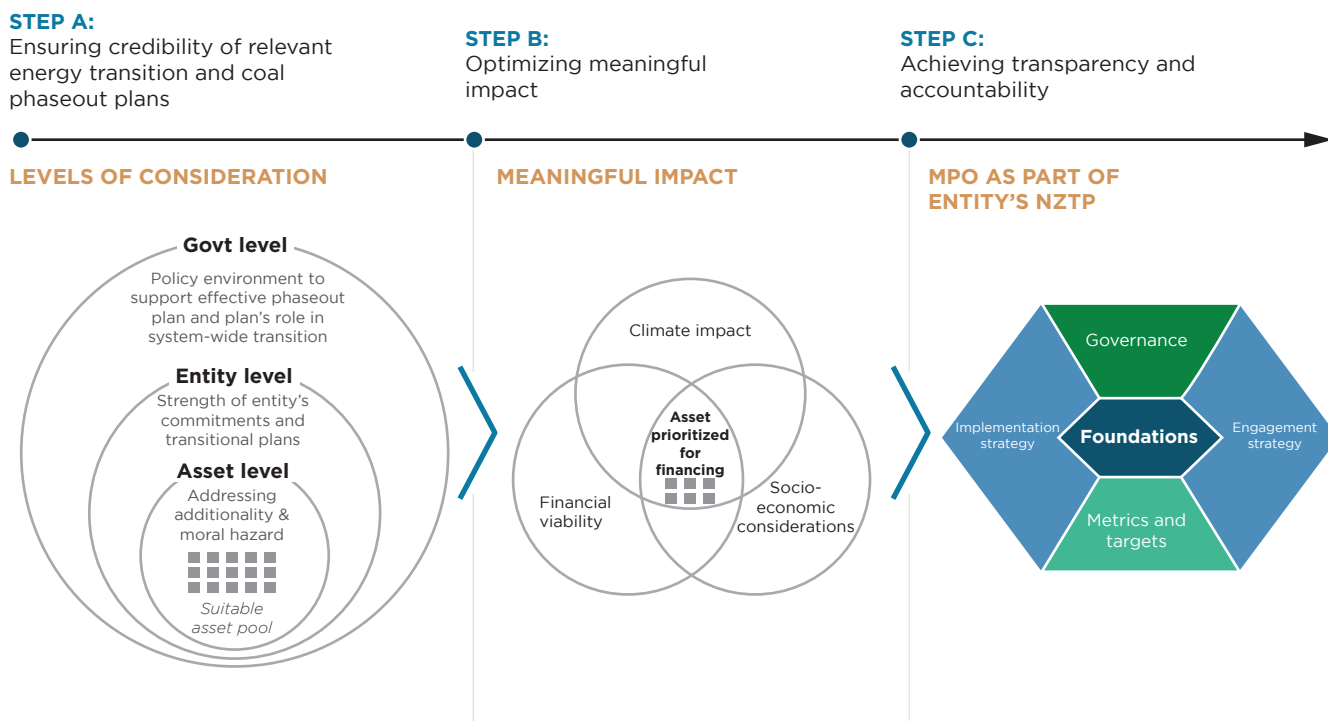 STEP A:
Ensuring credibility of relevant
energy transition and coal
phaseout plans
STEP B:
Optimizing meaningful
impact
STEP C:
Achieving transparency and
accountability
LEVELS OF CONSIDERATION
Govt level
Policy environment to
support effective phaseout
plan and plan’s role in
system-wide transition
Entity level
Strength of entity’s
commitments and
transitional plans
Asset level
Addressing
additionality &
moral hazard
Suitable
asset pool
MEANINGFUL IMPACT
Climate impact
Asset
prioritized
for
financing
Financial
viability
Socio-
economic
considerations
MPO AS PART OF
ENTITY’S NZTP
Governance
Implementation
strategy
Foundations
Engagement
strategy
Metrics and
targets